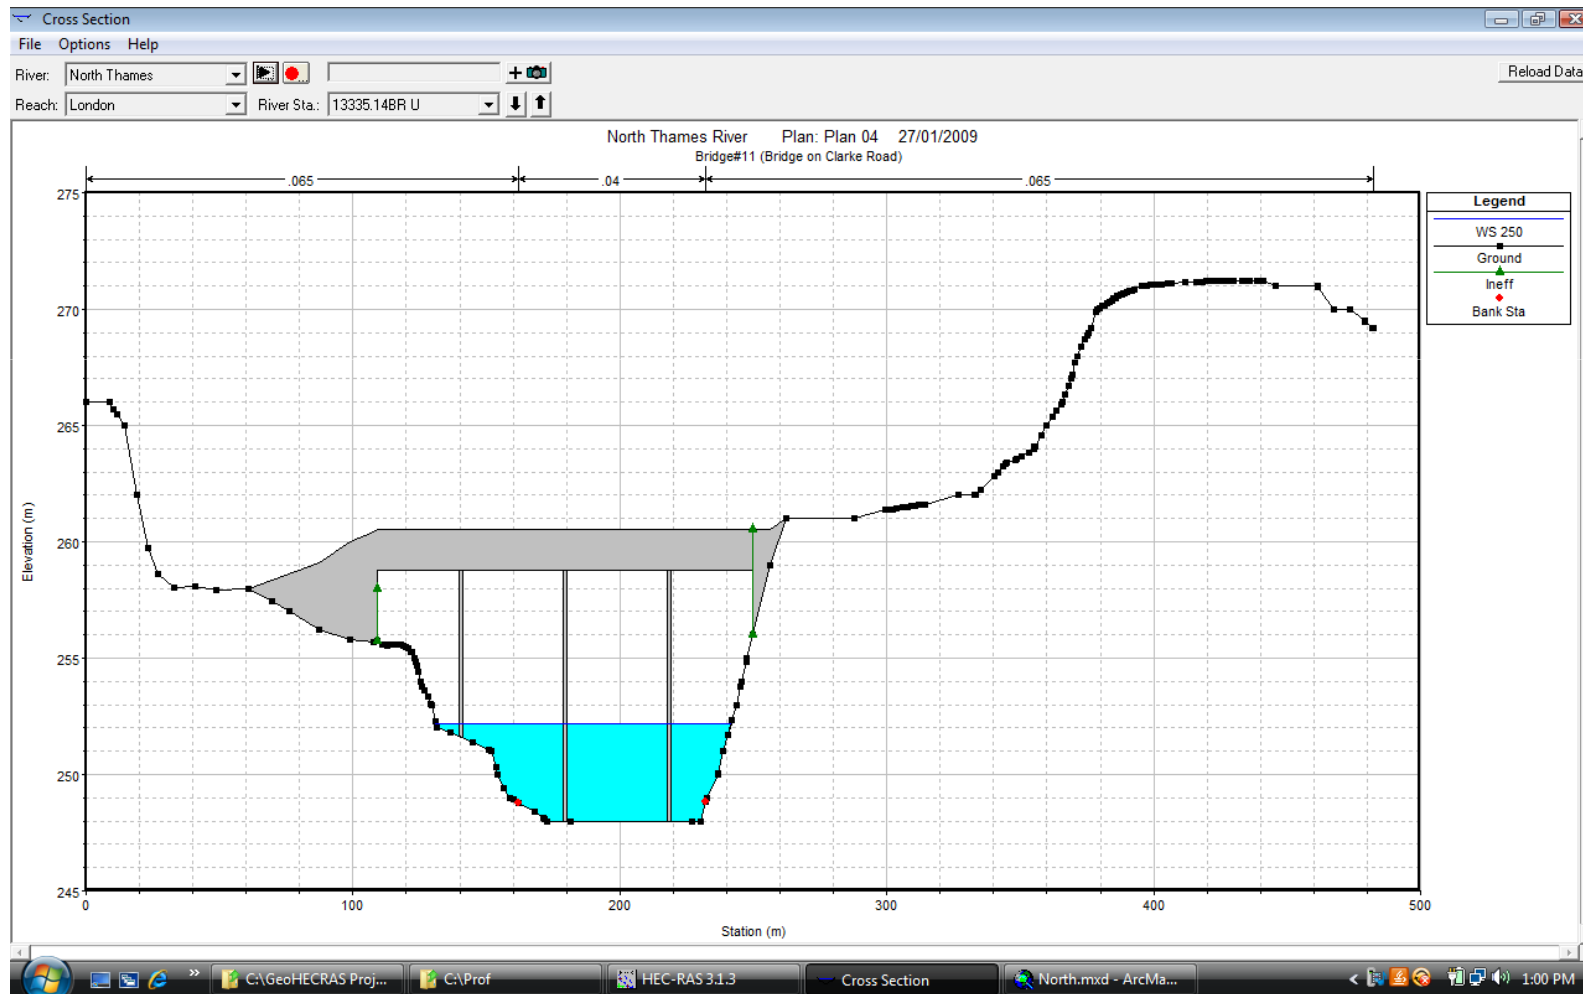 Cross Section
File Options Help
River: North Thames
Reload Data
Reach: London River Sta.: 13335.14BR U
North Thames River Plan: Plan 04 27/01/2009
Bridge#11 (Bridge on Clarke Road)
.065 .04 .065
Legend
WS 250
Ground
Ineff
Bank Sta
275
270
265
260
255
250
245
Elevation (m)
0 100 200 300 400 500
Station (m)
C:\GeoHECRAS Proj... C:\Prof HEC-RAS 3.1.3 Cross Section North.mxd - ArcMa... 1:00 PM